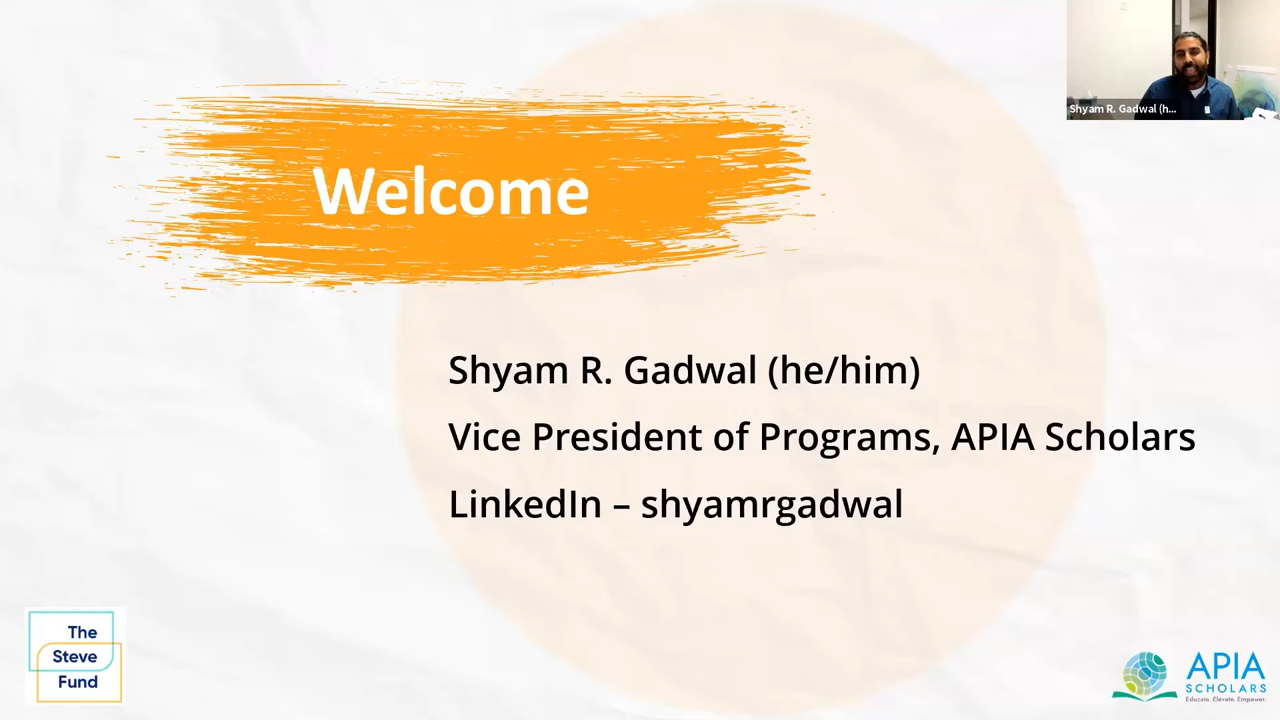 Welcome
Shyam R. Gadwal (h...
Shyam R. Gadwal (he/him)
Vice President of Programs, APIA Scholars
LinkedIn – shyamrgadwal
The
Steve
Fund
APIA
SCHOLARS
Educate. Elevate. Empower.